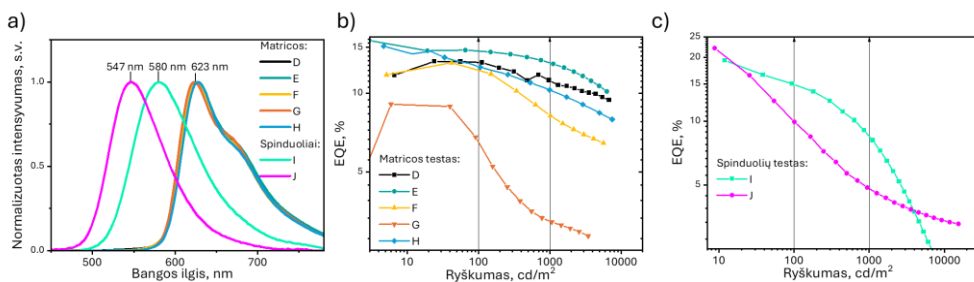 a)
Normalizuotas intensyvumas, s.v.
1.0
0.5
0.0
547 nm
580 nm
623 nm
Matricos:
D
E
F
G
H
Spinduoliai:
I
J
500
600
700
Bangos ilgis, nm
b)
EQE, %
15
10
5
Matricos testas:
D
E
F
G
H
10
100
1000
10000
Ryškumas, cd/m²
c)
EQE, %
25
20
15
10
5
Spinduolių testas:
I
J
10
100
1000
10000
Ryškumas, cd/m²